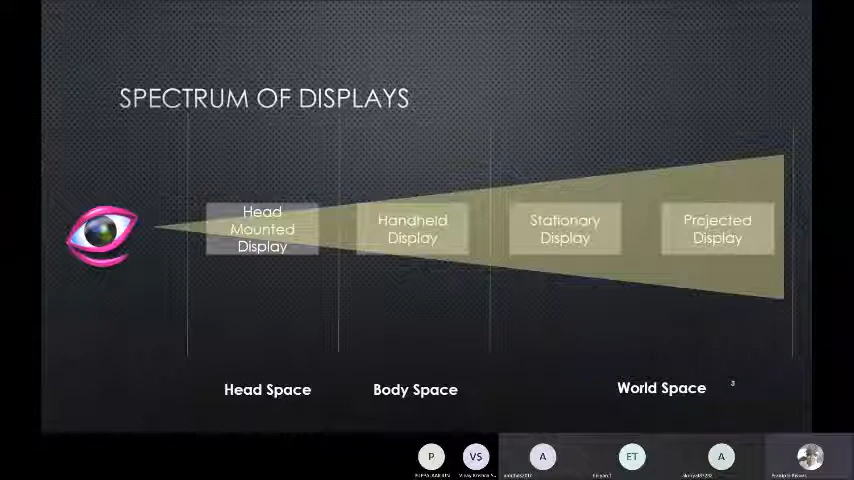 SPECTRUM OF DISPLAYS
Head
Mounted
Display
Handheld
Display
Stationary
Display
Projected
Display
Head Space
Body Space
World Space
3
P
VS
A
ET
A